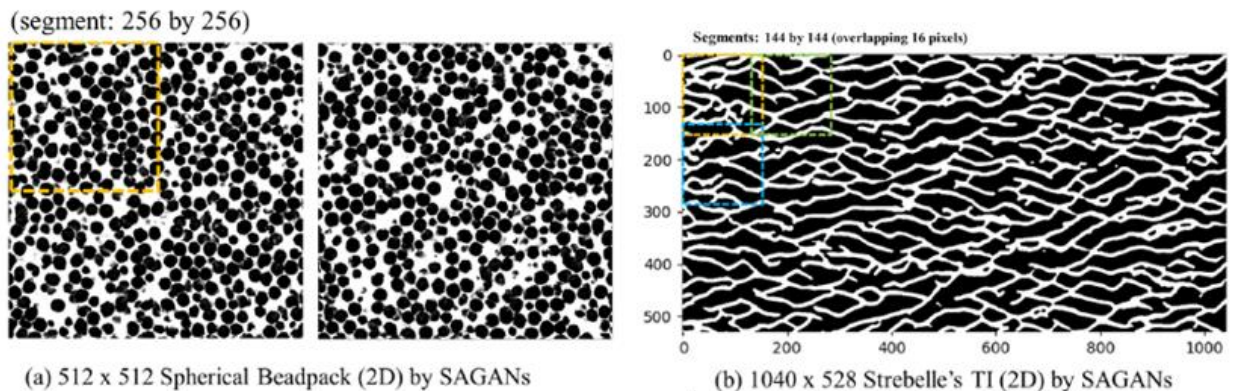 (segment: 256 by 256)
Segments: 144 by 144 (overlapping 16 pixels)
0
100
200
300
400
500
0 200 400 600 800 1000
(a) 512 x 512 Spherical Beadpack (2D) by SAGANs
(b) 1040 x 528 Strebelle's TI (2D) by SAGANs